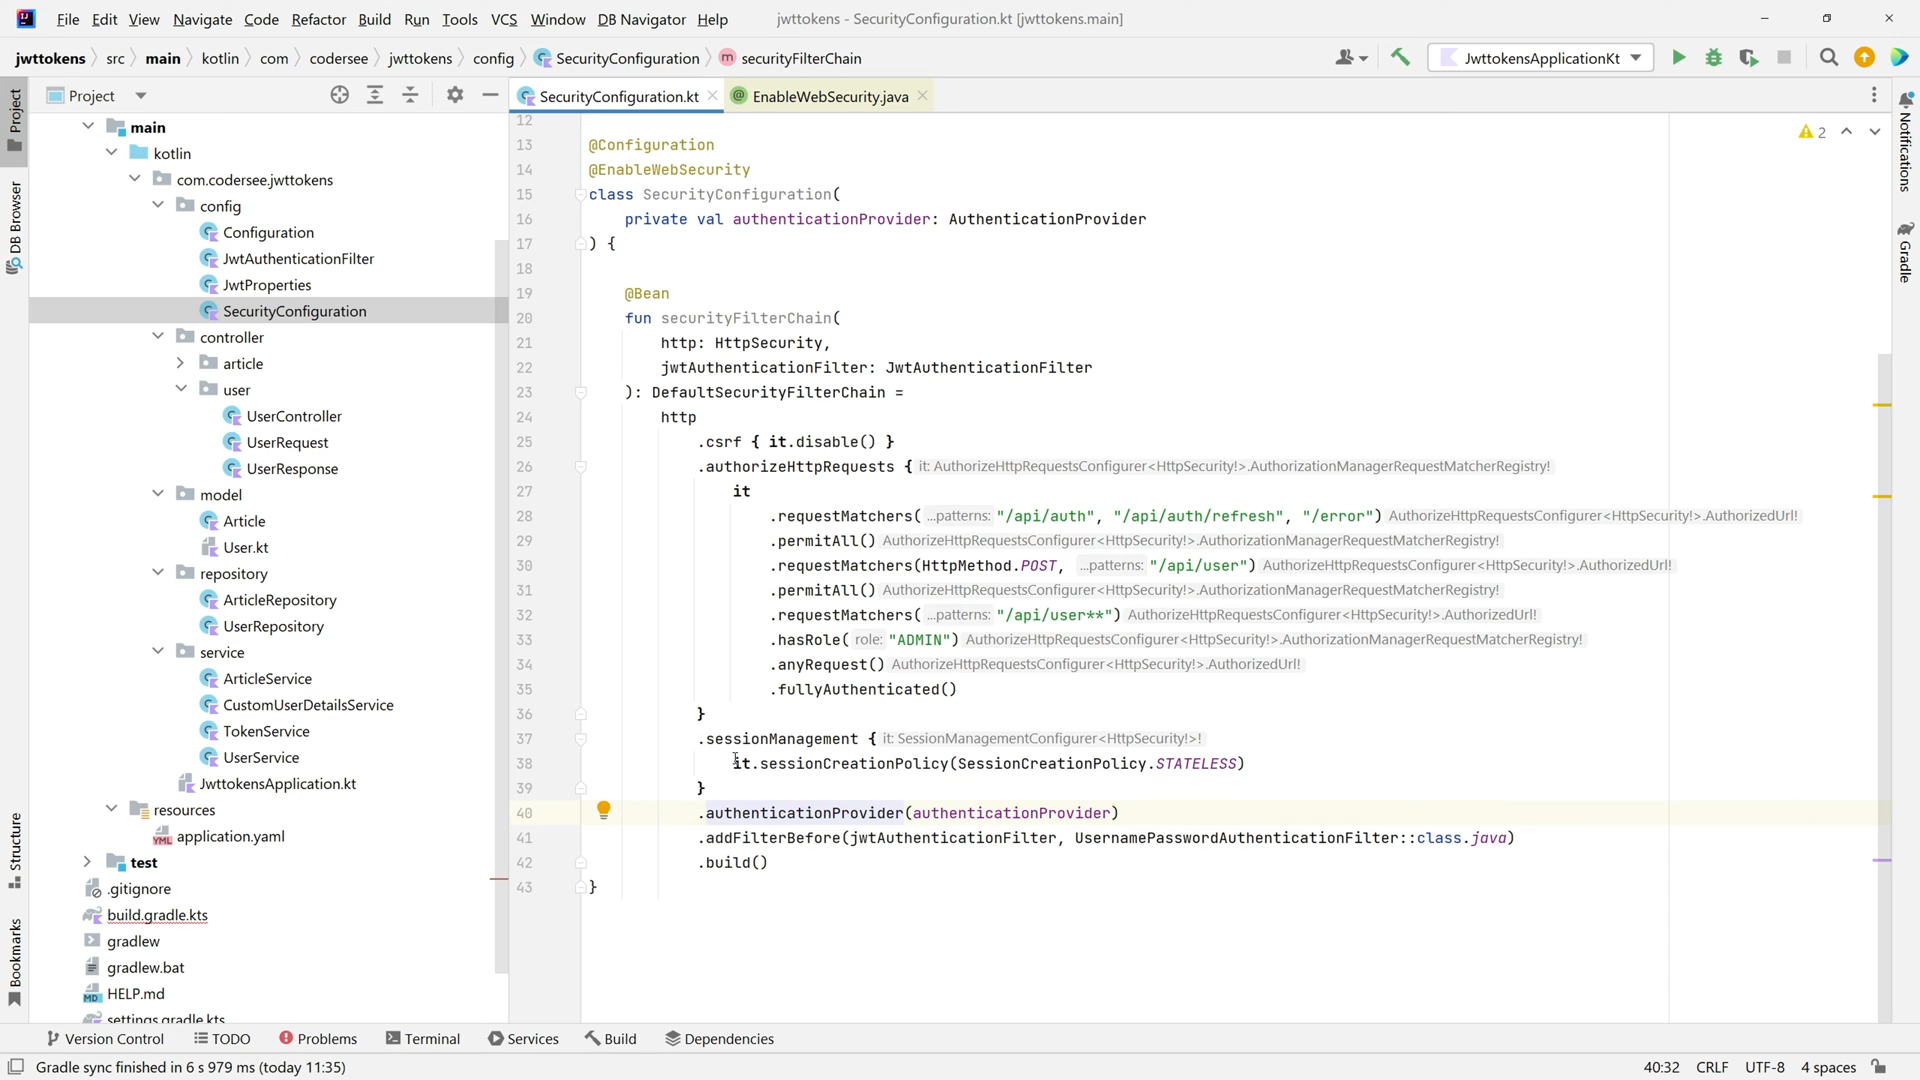 File Edit View Navigate Code Refactor Build Run Tools VCS Window DB Navigator Help jwttokens - SecurityConfiguration.kt [jwttokens.main]
jwttokens src main kotlin com codersee jwttokens config SecurityConfiguration securityFilterChain JwttokensApplicationKt
Project
SecurityConfiguration.kt EnableWebSecurity.java
Project
DB Browser
Structure
Bookmarks
main
kotlin
com.codersee.jwttokens
config
Configuration
JwtAuthenticationFilter
JwtProperties
SecurityConfiguration
controller
article
user
UserController
UserRequest
UserResponse
model
Article
User.kt
repository
ArticleRepository
UserRepository
service
ArticleService
CustomUserDetailsService
TokenService
UserService
JwttokensApplication.kt
resources
application.yaml
test
.gitignore
build.gradle.kts
gradlew
gradlew.bat
HELP.md
settings.gradle.kts
2
12
13 @Configuration
14 @EnableWebSecurity
15 class SecurityConfiguration(
16 private val authenticationProvider: AuthenticationProvider
17 ) {
18
19 @Bean
20 fun securityFilterChain(
21 http: HttpSecurity,
22 jwtAuthenticationFilter: JwtAuthenticationFilter
23 ): DefaultSecurityFilterChain =
24 http
25 .csrf { it.disable() }
26 .authorizeHttpRequests { it: AuthorizeHttpRequestsConfigurer<HttpSecurity!>.AuthorizationManagerRequestMatcherRegistry!
27 it
28 .requestMatchers( ...patterns: "/api/auth", "/api/auth/refresh", "/error") AuthorizeHttpRequestsConfigurer<HttpSecurity!>.AuthorizedUrl!
29 .permitAll() AuthorizeHttpRequestsConfigurer<HttpSecurity!>.AuthorizationManagerRequestMatcherRegistry!
30 .requestMatchers(HttpMethod.POST, ...patterns: "/api/user") AuthorizeHttpRequestsConfigurer<HttpSecurity!>.AuthorizedUrl!
31 .permitAll() AuthorizeHttpRequestsConfigurer<HttpSecurity!>.AuthorizationManagerRequestMatcherRegistry!
32 .requestMatchers( ...patterns: "/api/user**") AuthorizeHttpRequestsConfigurer<HttpSecurity!>.AuthorizedUrl!
33 .hasRole( role: "ADMIN") AuthorizeHttpRequestsConfigurer<HttpSecurity!>.AuthorizationManagerRequestMatcherRegistry!
34 .anyRequest() AuthorizeHttpRequestsConfigurer<HttpSecurity!>.AuthorizedUrl!
35 .fullyAuthenticated()
36 }
37 .sessionManagement { it: SessionManagementConfigurer<HttpSecurity!>!
38 it.sessionCreationPolicy(SessionCreationPolicy.STATELESS)
39 }
40 .authenticationProvider(authenticationProvider)
41 .addFilterBefore(jwtAuthenticationFilter, UsernamePasswordAuthenticationFilter::class.java)
42 .build()
43 }
Notifications
Gradle
Version Control TODO Problems Terminal Services Build Dependencies
Gradle sync finished in 6 s 979 ms (today 11:35) 40:32 CRLF UTF-8 4 spaces